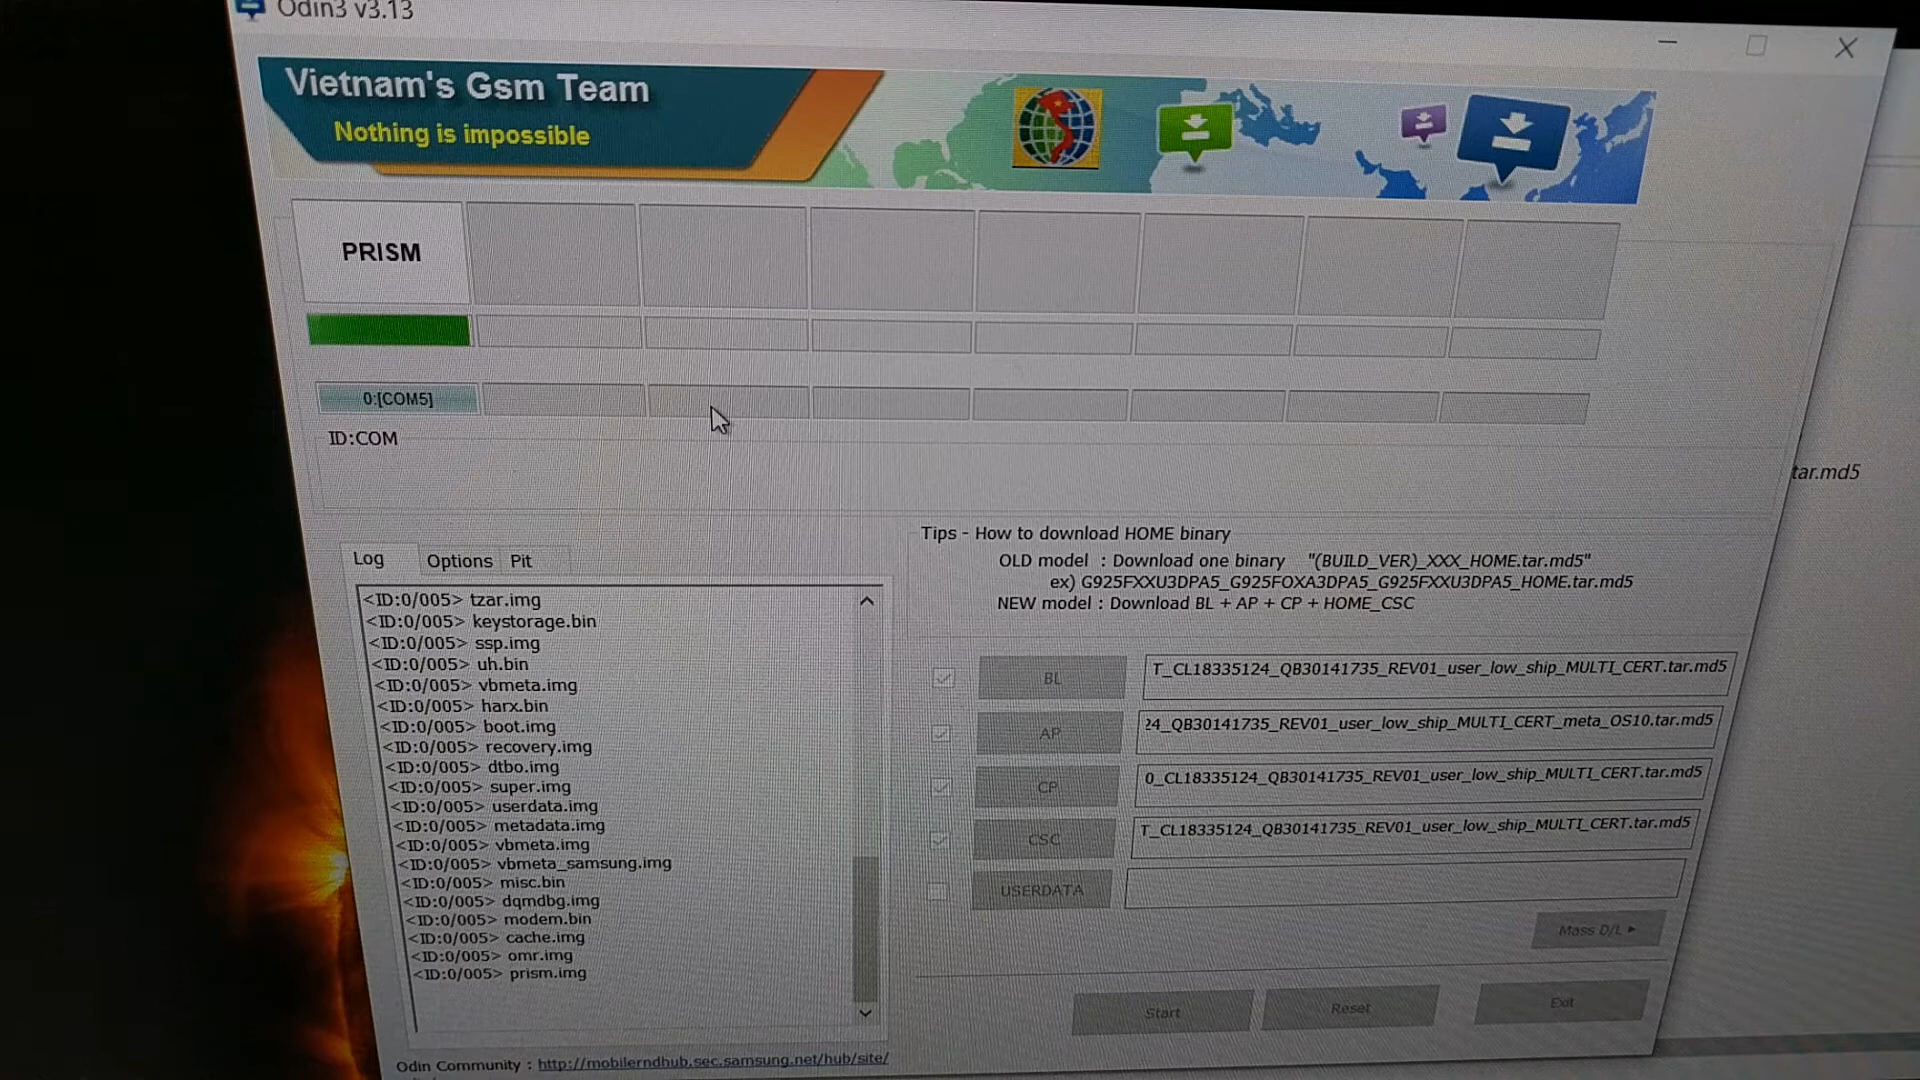 Odin3 v3.13
Vietnam's Gsm Team
Nothing is impossible
PRISM
0:[COM5]
ID:COM
tar.md5
Log
Options
Pit
<ID:0/005> tzar.img
<ID:0/005> keystorage.bin
<ID:0/005> ssp.img
<ID:0/005> uh.bin
<ID:0/005> vbmeta.img
<ID:0/005> harx.bin
<ID:0/005> boot.img
<ID:0/005> recovery.img
<ID:0/005> dtbo.img
<ID:0/005> super.img
<ID:0/005> userdata.img
<ID:0/005> metadata.img
<ID:0/005> vbmeta.img
<ID:0/005> vbmeta_samsung.img
<ID:0/005> misc.bin
<ID:0/005> dqmdbg.img
<ID:0/005> modem.bin
<ID:0/005> cache.img
<ID:0/005> omr.img
<ID:0/005> prism.img
Tips - How to download HOME binary
OLD model : Download one binary "(BUILD_VER)_XXX_HOME.tar.md5"
ex) G925FXXU3DPA5_G925FOXA3DPA5_G925FXXU3DPA5_HOME.tar.md5
NEW model : Download BL + AP + CP + HOME_CSC
BL T_CL18335124_QB30141735_REV01_user_low_ship_MULTI_CERT.tar.md5
AP 24_QB30141735_REV01_user_low_ship_MULTI_CERT_meta_OS10.tar.md5
CP 0_CL18335124_QB30141735_REV01_user_low_ship_MULTI_CERT.tar.md5
CSC T_CL18335124_QB30141735_REV01_user_low_ship_MULTI_CERT.tar.md5
USERDATA
Mass D/L
Start
Reset
Exit
Odin Community : http://mobilerndhub.sec.samsung.net/hub/site/